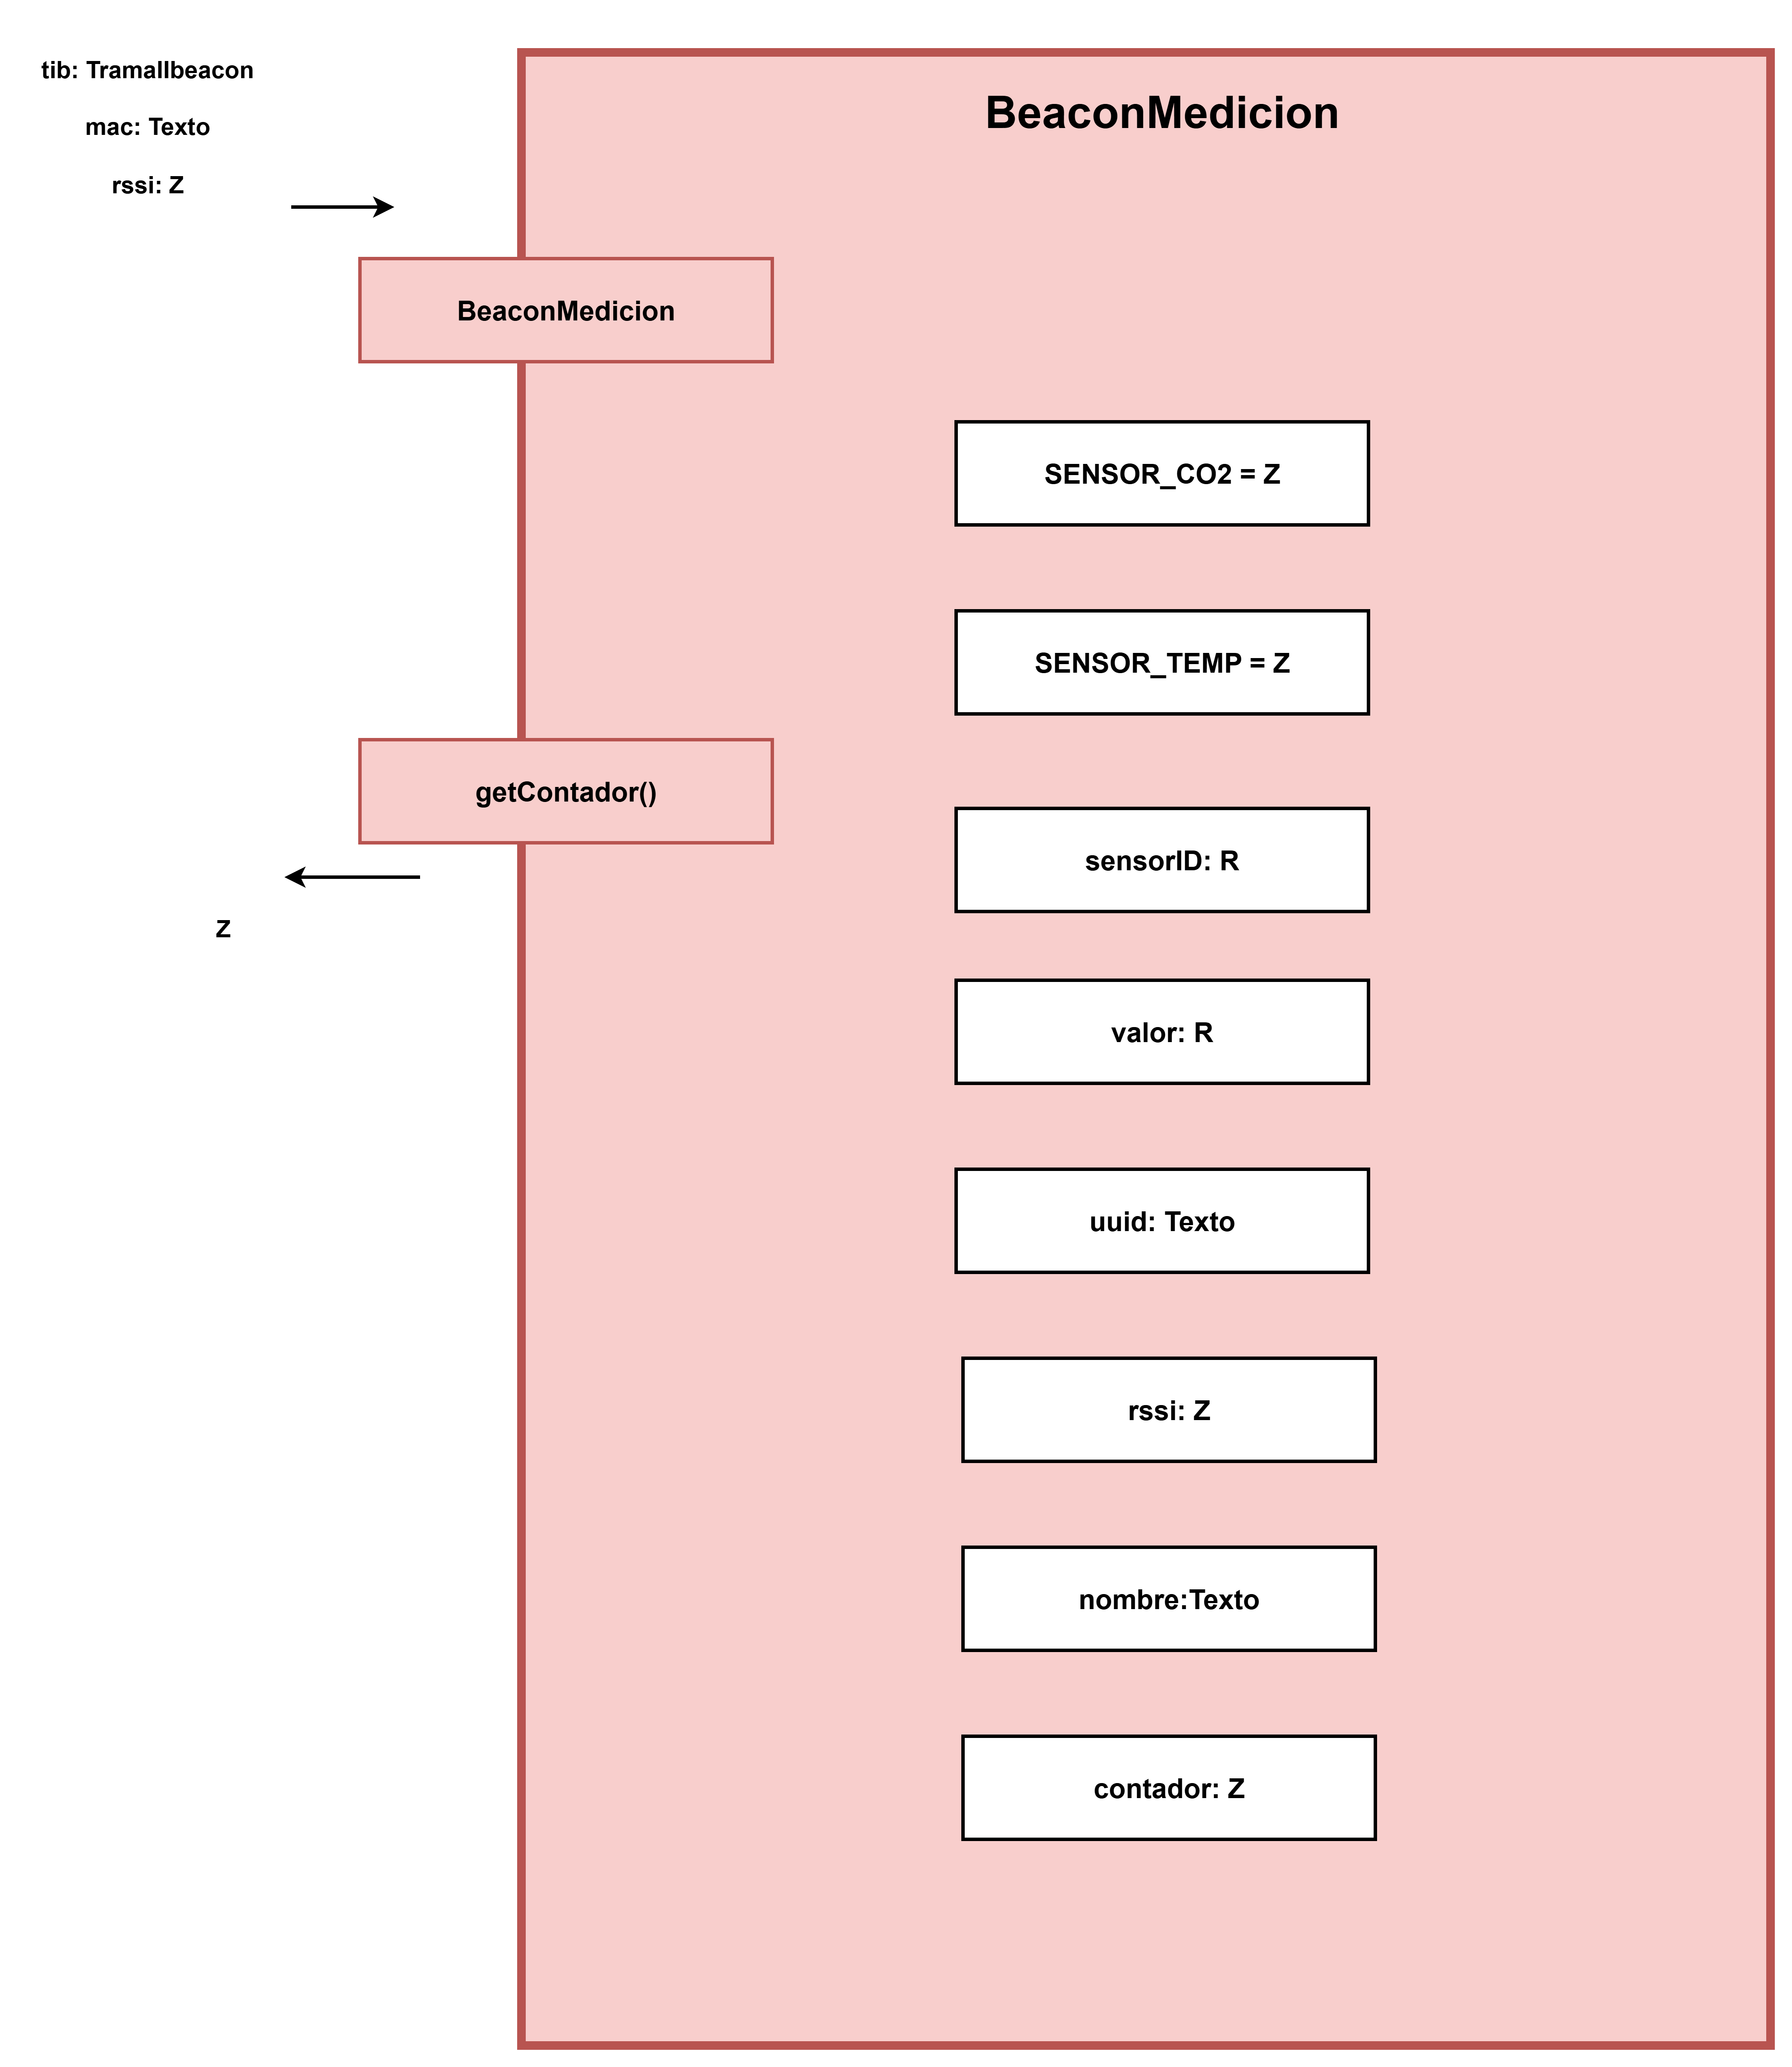 tib: TramaIIbeacon
mac: Texto
rssi: Z
BeaconMedicion
BeaconMedicion
SENSOR_CO2 = Z
SENSOR_TEMP = Z
getContador()
sensorID: R
Z
valor: R
uuid: Texto
rssi: Z
nombre:Texto
contador: Z